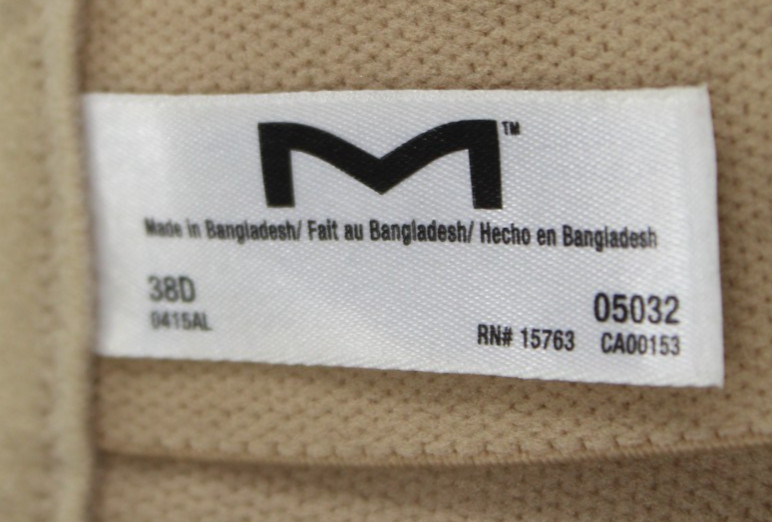 M™
Made in Bangladesh/ Fait au Bangladesh/ Hecho en Bangladesh
38D
0415AL
05032
RN# 15763 CA00153